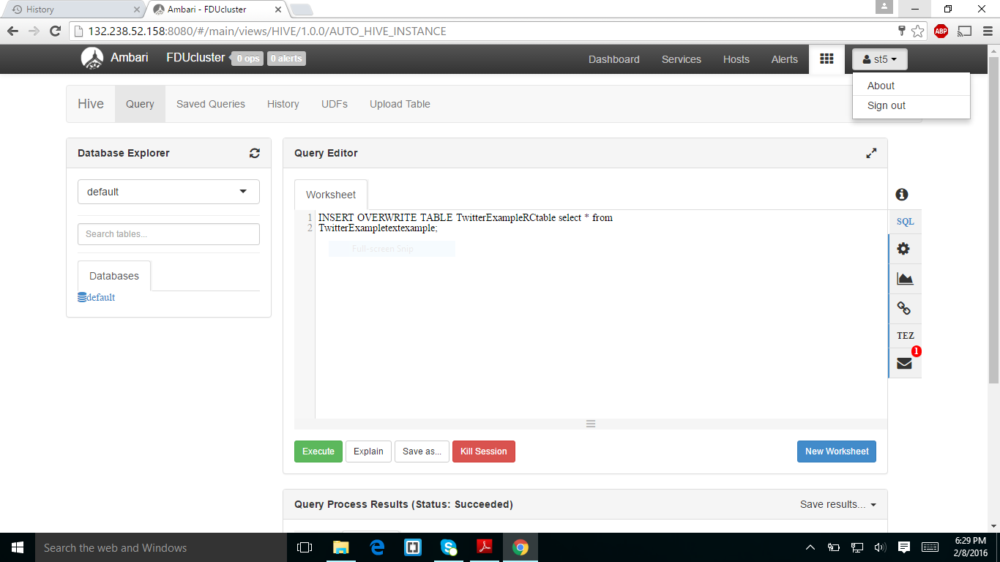 History
Ambari - FDUcluster
132.238.52.158:8080/#/main/views/HIVE/1.0.0/AUTO_HIVE_INSTANCE
ABP
Ambari FDUcluster 0 ops 0 alerts Dashboard Services Hosts Alerts st5
About
Sign out
Hive Query Saved Queries History UDFs Upload Table
Database Explorer
default
Search tables...
Databases
default
Query Editor
Worksheet
1 INSERT OVERWRITE TABLE TwitterExampleRCtable select * from
2 TwitterExampletextexample;
Full-screen Snip
SQL
TEZ
1
Execute Explain Save as... Kill Session New Worksheet
Query Process Results (Status: Succeeded) Save results...
Search the web and Windows
6:29 PM
2/8/2016